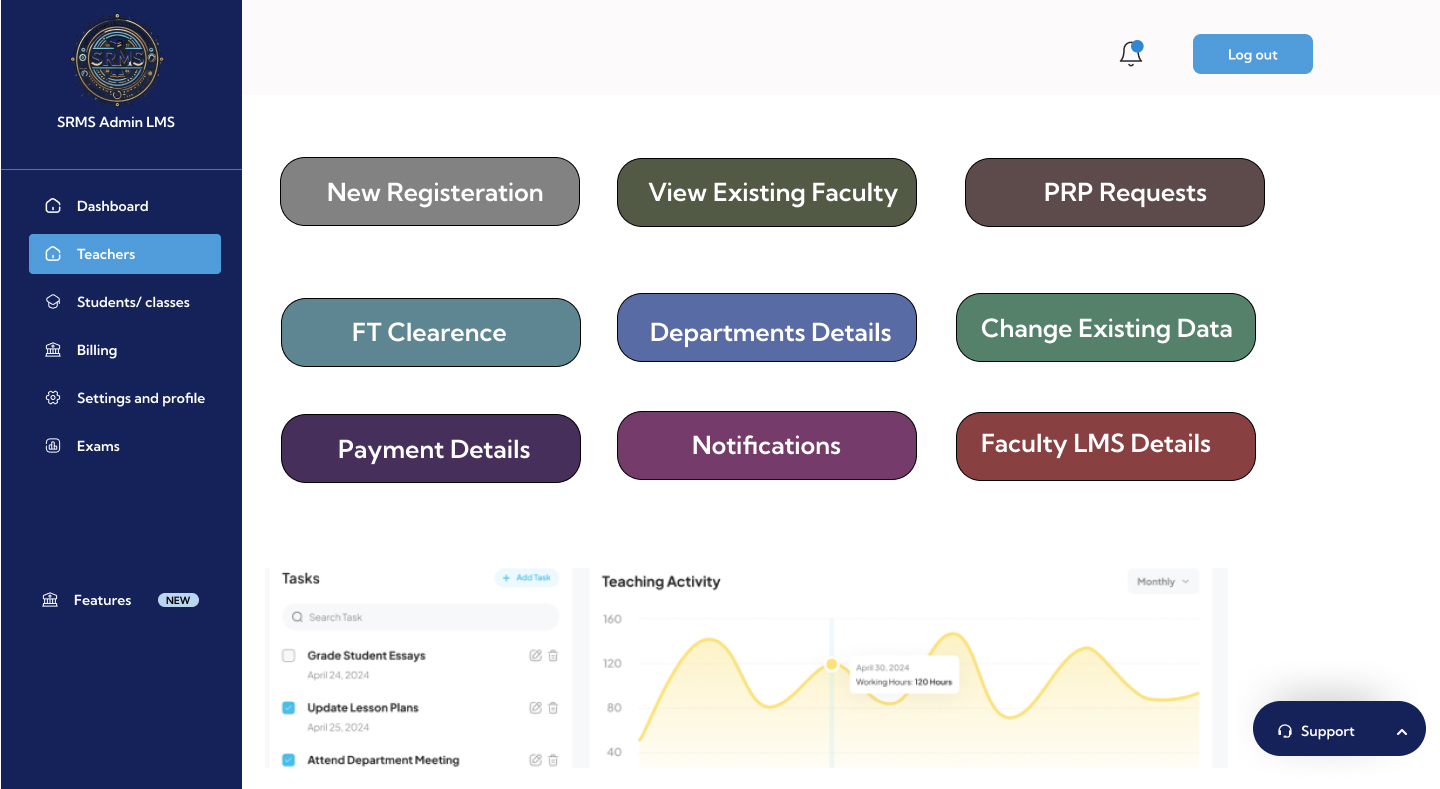 SRMS
SRMS Admin LMS
Dashboard
Teachers
Students/ classes
Billing
Settings and profile
Exams
Features
NEW
Log out
New Registeration
View Existing Faculty
PRP Requests
FT Clearence
Departments Details
Change Existing Data
Payment Details
Notifications
Faculty LMS Details
Tasks
+ Add Task
Search Task
Grade Student Essays
April 24, 2024
Update Lesson Plans
April 25, 2024
Attend Department Meeting
Teaching Activity
Monthly
160
120
80
40
April 30, 2024
Working Hours: 120 Hours
Support